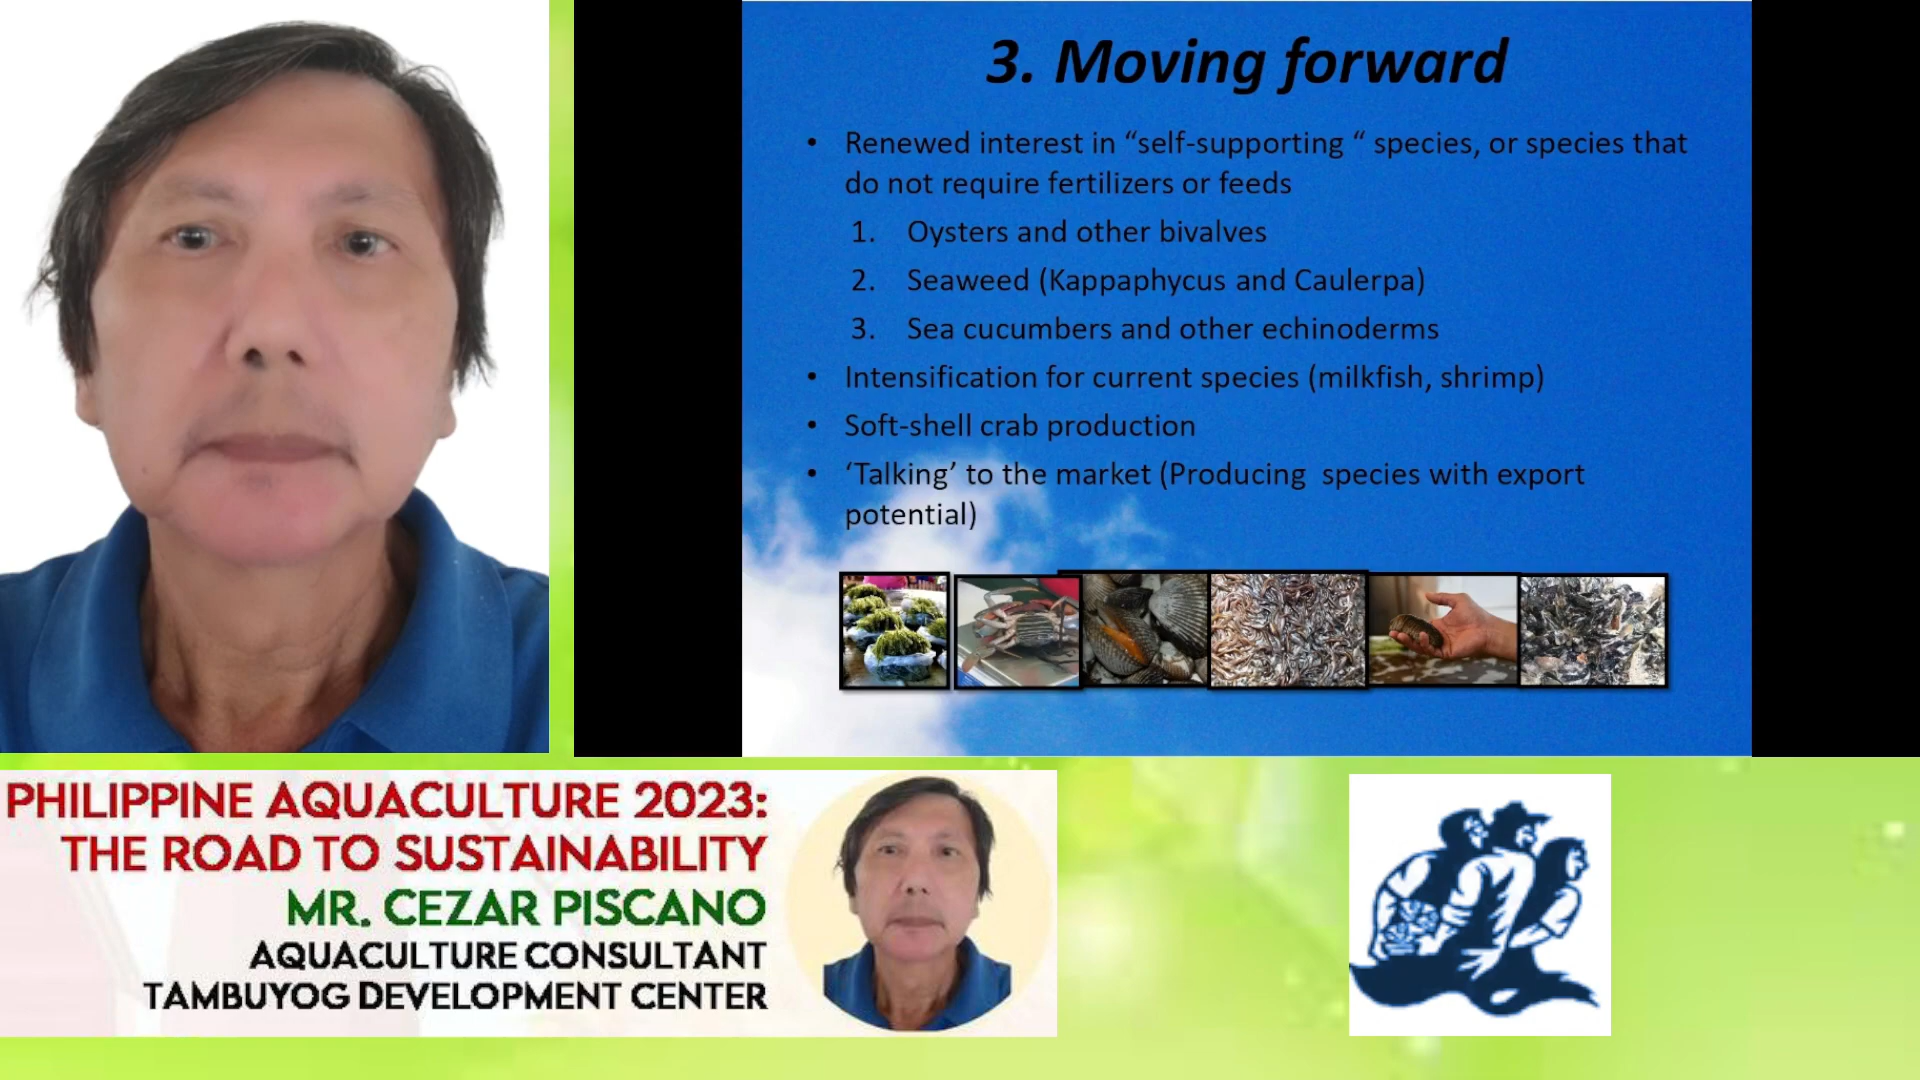 3. Moving forward
• Renewed interest in “self-supporting “ species, or species that
do not require fertilizers or feeds
1. Oysters and other bivalves
2. Seaweed (Kappaphycus and Caulerpa)
3. Sea cucumbers and other echinoderms
• Intensification for current species (milkfish, shrimp)
• Soft-shell crab production
• ‘Talking’ to the market (Producing  species with export
potential)
PHILIPPINE AQUACULTURE 2023:
THE ROAD TO SUSTAINABILITY
MR. CEZAR PISCANO
AQUACULTURE CONSULTANT
TAMBUYOG DEVELOPMENT CENTER